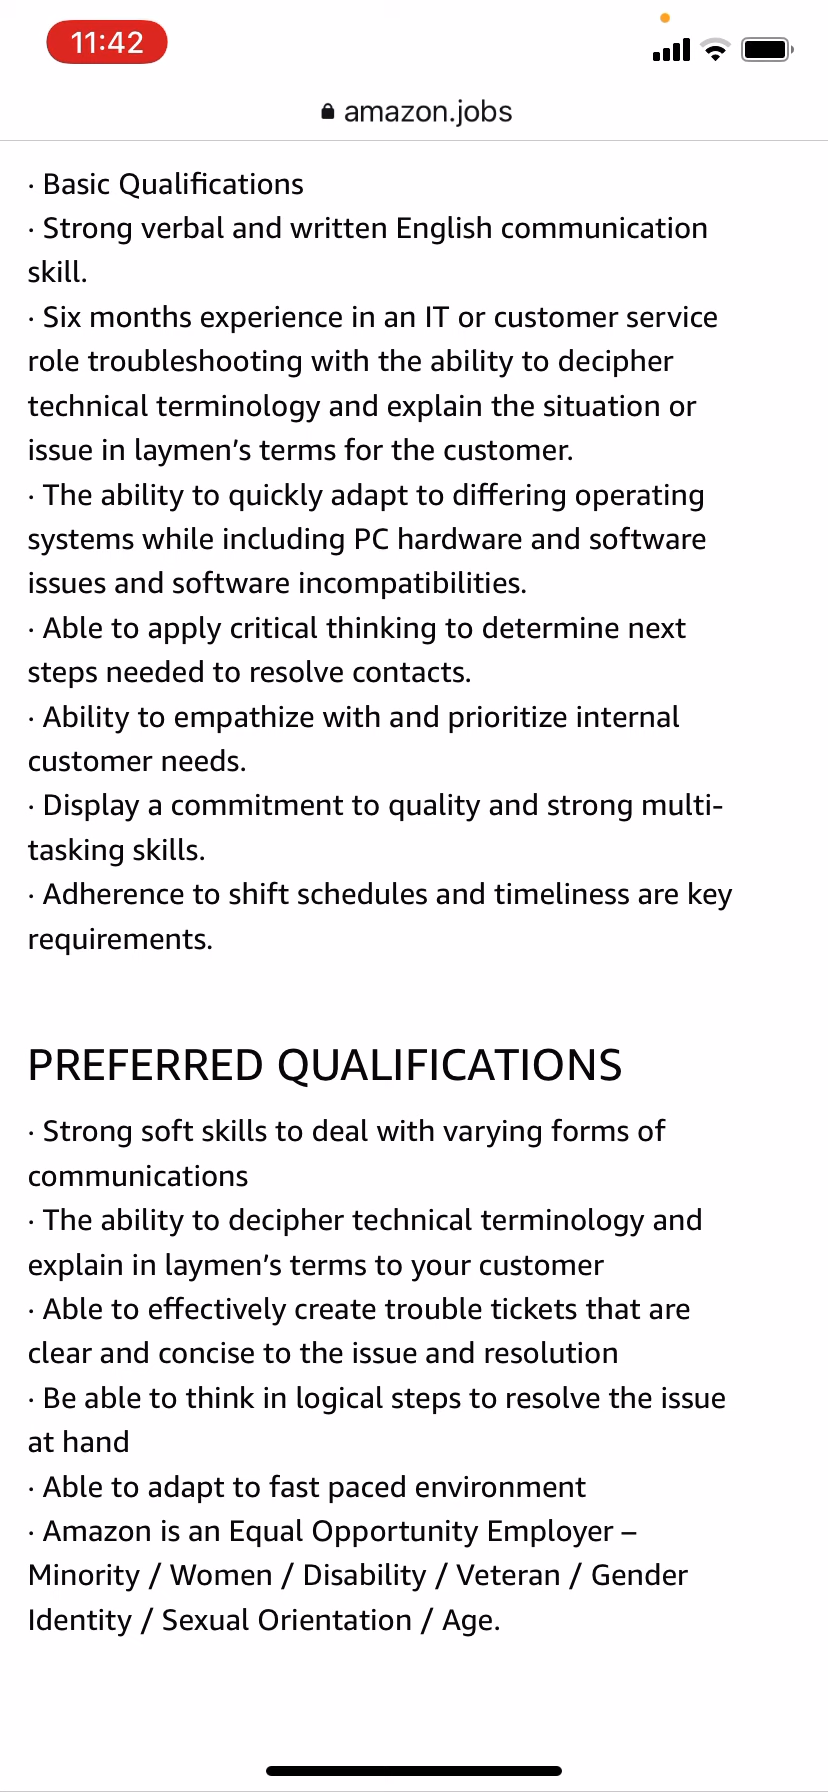 11:42
amazon.jobs
· Basic Qualifications
· Strong verbal and written English communication
skill.
· Six months experience in an IT or customer service
role troubleshooting with the ability to decipher
technical terminology and explain the situation or
issue in laymen’s terms for the customer.
· The ability to quickly adapt to differing operating
systems while including PC hardware and software
issues and software incompatibilities.
· Able to apply critical thinking to determine next
steps needed to resolve contacts.
· Ability to empathize with and prioritize internal
customer needs.
· Display a commitment to quality and strong multi-
tasking skills.
· Adherence to shift schedules and timeliness are key
requirements.
PREFERRED QUALIFICATIONS
· Strong soft skills to deal with varying forms of
communications
· The ability to decipher technical terminology and
explain in laymen’s terms to your customer
· Able to effectively create trouble tickets that are
clear and concise to the issue and resolution
· Be able to think in logical steps to resolve the issue
at hand
· Able to adapt to fast paced environment
· Amazon is an Equal Opportunity Employer –
Minority / Women / Disability / Veteran / Gender
Identity / Sexual Orientation / Age.